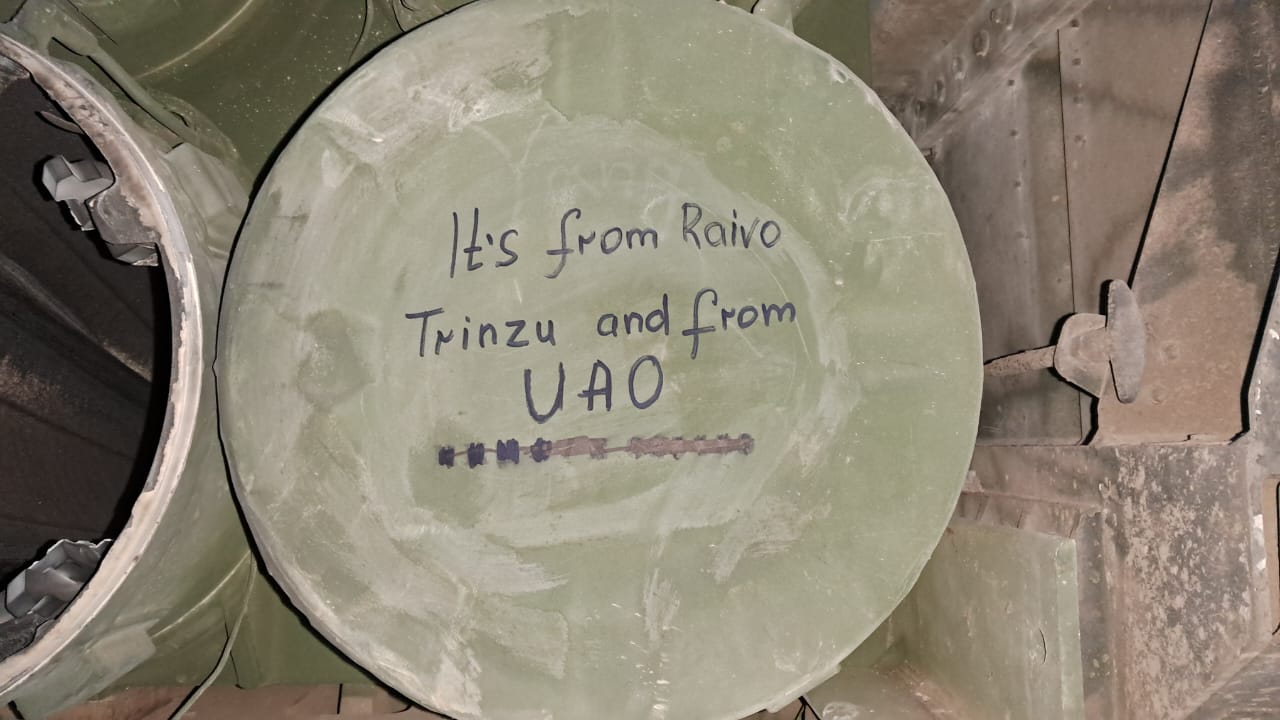 It's from Raivo
Trinzu and from
UAO